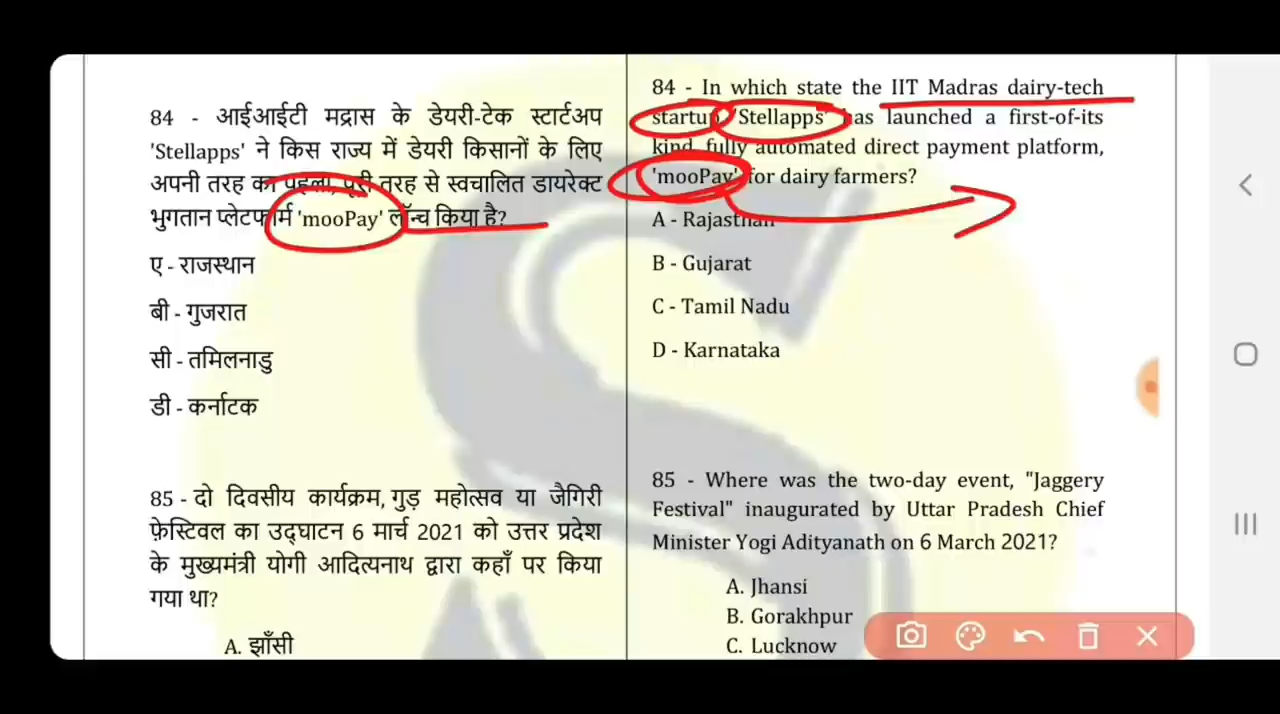 84 - आईआईटी मद्रास के डेयरी-टेक स्टार्टअप
'Stellapps' ने किस राज्य में डेयरी किसानों के लिए
अपनी तरह का पहला, पूरी तरह से स्वचालित डायरेक्ट
भुगतान प्लेटफार्म 'mooPay' लॉन्च किया है?
ए - राजस्थान
बी - गुजरात
सी - तमिलनाडु
डी - कर्नाटक
85 - दो दिवसीय कार्यक्रम, गुड़ महोत्सव या जैगिरी
फ़ेस्टिवल का उद्घाटन 6 मार्च 2021 को उत्तर प्रदेश
के मुख्यमंत्री योगी आदित्यनाथ द्वारा कहाँ पर किया
गया था?
A. झाँसी
84 - In which state the IIT Madras dairy-tech
startup 'Stellapps' has launched a first-of-its
kind, fully automated direct payment platform,
'mooPay' for dairy farmers?
A - Rajasthan
B - Gujarat
C - Tamil Nadu
D - Karnataka
85 - Where was the two-day event, "Jaggery
Festival" inaugurated by Uttar Pradesh Chief
Minister Yogi Adityanath on 6 March 2021?
A. Jhansi
B. Gorakhpur
C. Lucknow